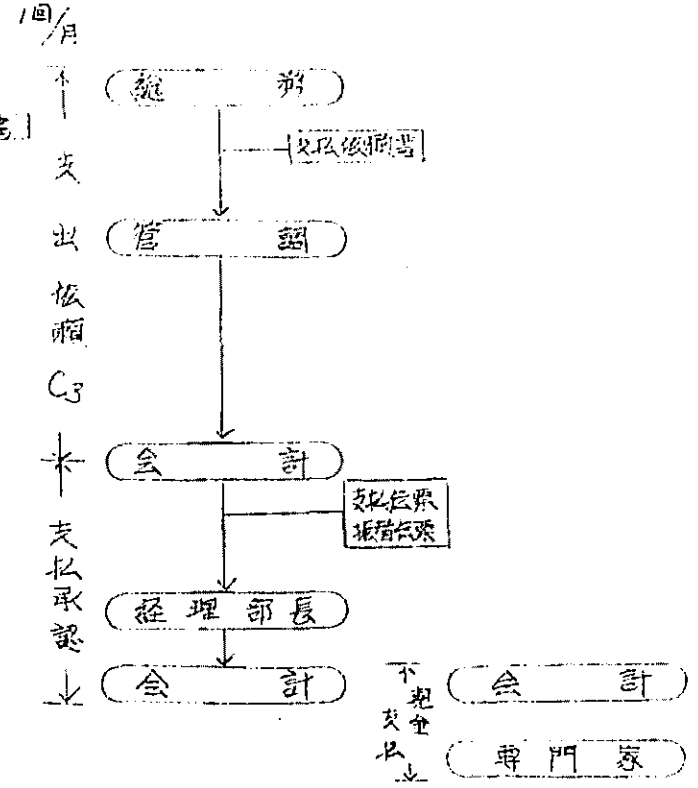 1回/月
総務
支払依頼書
支出依頼
C3
管
会計
支払伝票
振替伝票
支払承認
経理部長
会計
会計
現金支払
専門家